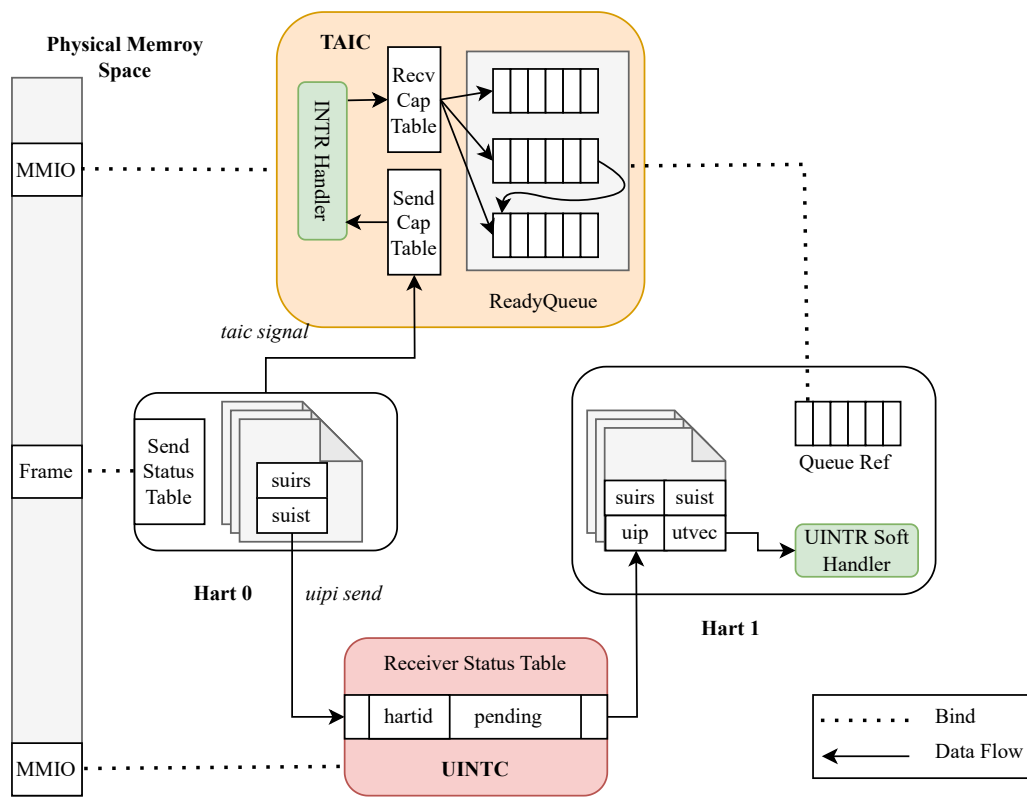 Physical Memroy
Space
MMIO
Frame
MMIO
TAIC
INTR Handler
Recv
Cap
Table
Send
Cap
Table
ReadyQueue
taic signal
Send
Status
Table
suirs
suist
Hart 0
uipi send
suirs
suist
uip
utvec
Queue Ref
UINTR Soft
Handler
Hart 1
Receiver Status Table
hartid
pending
UINTC
Bind
Data Flow